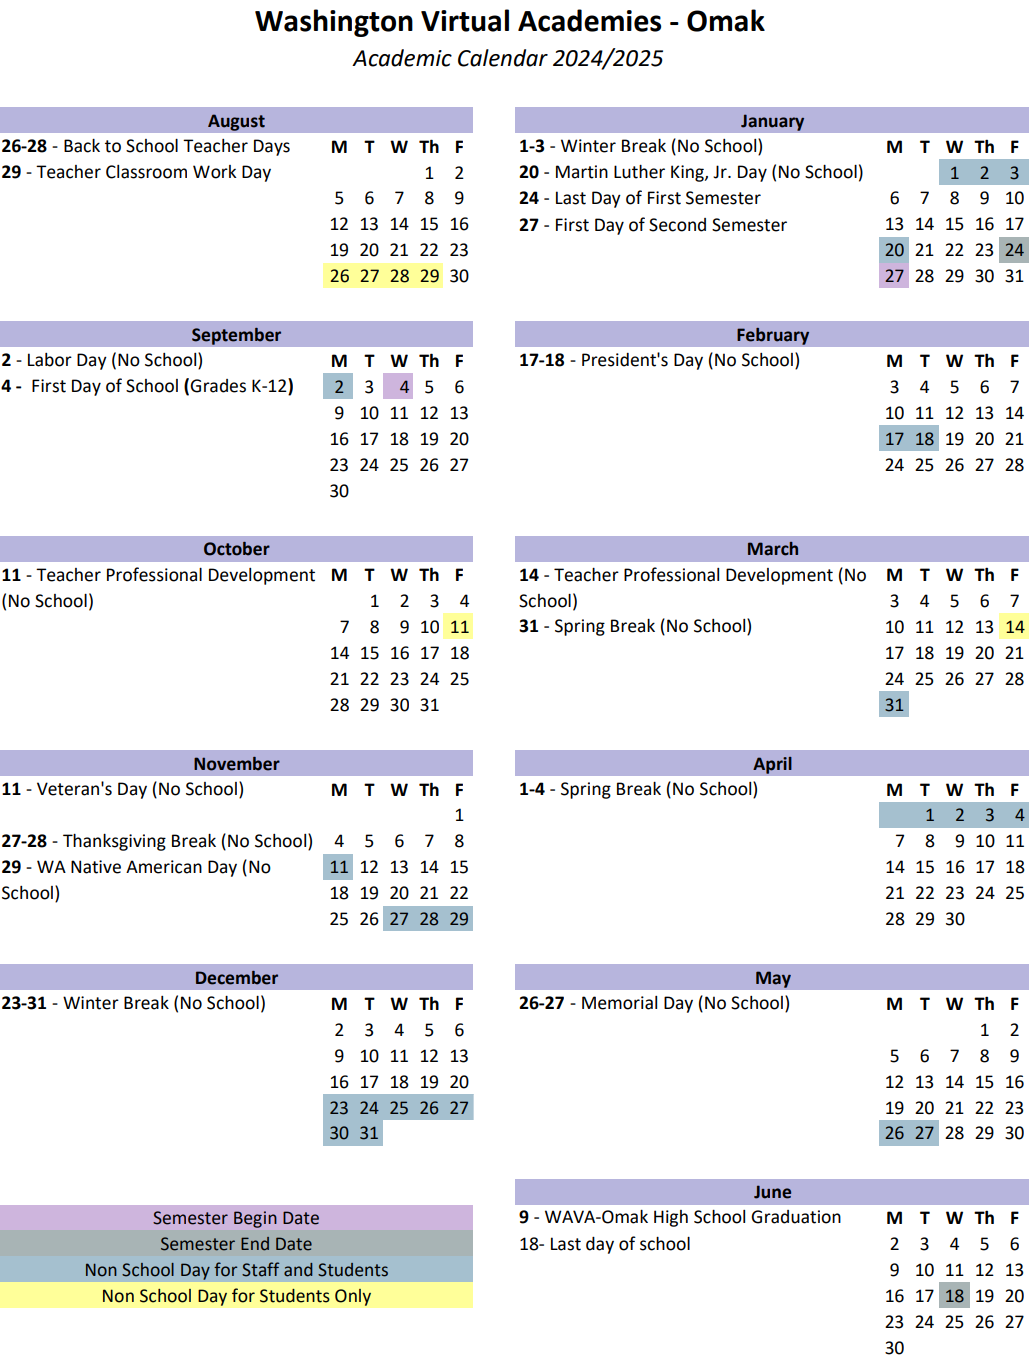 Washington Virtual Academies - Omak
Academic Calendar 2024/2025
August
26-28 - Back to School Teacher Days
29 - Teacher Classroom Work Day
M T W Th F
1 2
5 6 7 8 9
12 13 14 15 16
19 20 21 22 23
26 27 28 29 30
September
2 - Labor Day (No School)
4 - First Day of School (Grades K-12)
M T W Th F
2 3 4 5 6
9 10 11 12 13
16 17 18 19 20
23 24 25 26 27
30
October
11 - Teacher Professional Development
(No School)
M T W Th F
1 2 3 4
7 8 9 10 11
14 15 16 17 18
21 22 23 24 25
28 29 30 31
November
11 - Veteran's Day (No School)
27-28 - Thanksgiving Break (No School)
29 - WA Native American Day (No
School)
M T W Th F
1
4 5 6 7 8
11 12 13 14 15
18 19 20 21 22
25 26 27 28 29
December
23-31 - Winter Break (No School)
M T W Th F
2 3 4 5 6
9 10 11 12 13
16 17 18 19 20
23 24 25 26 27
30 31
Semester Begin Date
Semester End Date
Non School Day for Staff and Students
Non School Day for Students Only
January
1-3 - Winter Break (No School)
20 - Martin Luther King, Jr. Day (No School)
24 - Last Day of First Semester
27 - First Day of Second Semester
M T W Th F
1 2 3
6 7 8 9 10
13 14 15 16 17
20 21 22 23 24
27 28 29 30 31
February
17-18 - President's Day (No School)
M T W Th F
3 4 5 6 7
10 11 12 13 14
17 18 19 20 21
24 25 26 27 28
March
14 - Teacher Professional Development (No
School)
31 - Spring Break (No School)
M T W Th F
3 4 5 6 7
10 11 12 13 14
17 18 19 20 21
24 25 26 27 28
31
April
1-4 - Spring Break (No School)
M T W Th F
1 2 3 4
7 8 9 10 11
14 15 16 17 18
21 22 23 24 25
28 29 30
May
26-27 - Memorial Day (No School)
M T W Th F
1 2
5 6 7 8 9
12 13 14 15 16
19 20 21 22 23
26 27 28 29 30
June
9 - WAVA-Omak High School Graduation
18- Last day of school
M T W Th F
2 3 4 5 6
9 10 11 12 13
16 17 18 19 20
23 24 25 26 27
30